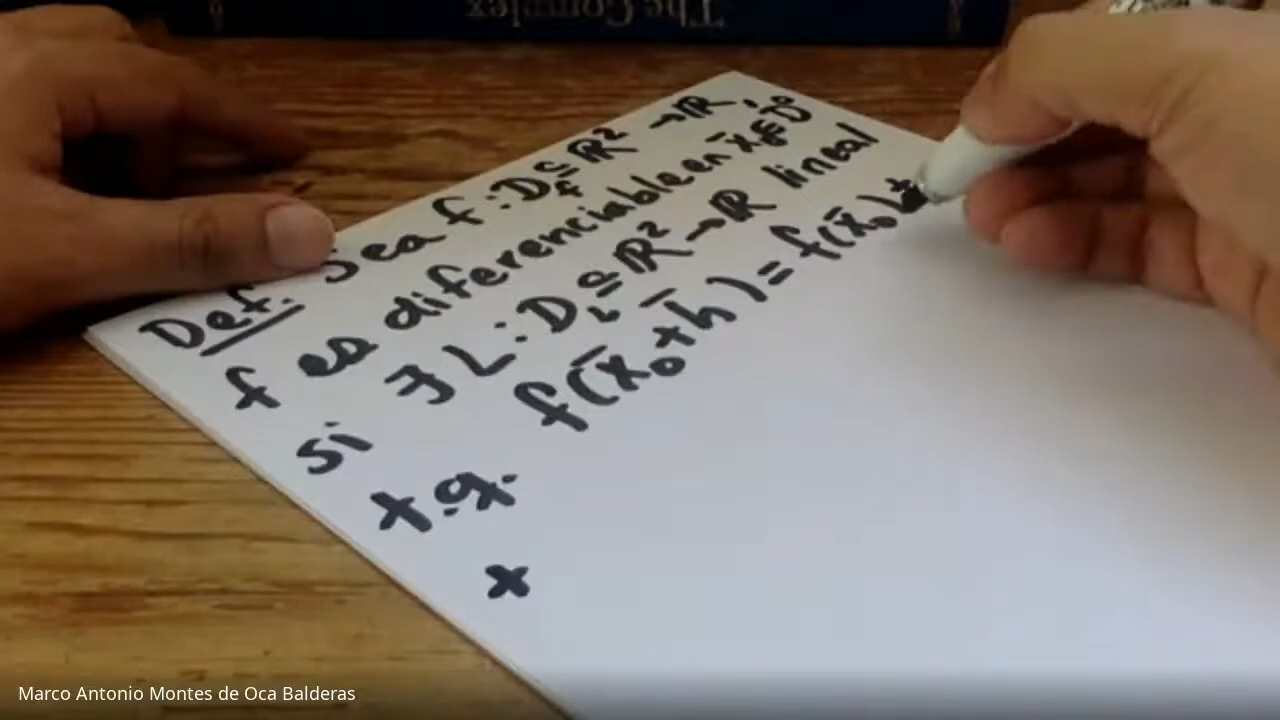 The Complex
Def. Sea f : D_f ⊆ ℝ² → ℝ,
f es diferenciable en x̄₀ ∈ D°
si ∃ L : D_L ⊆ ℝ² → ℝ lineal
t.q. f(x̄₀ + h̄) = f(x̄₀)
+
Marco Antonio Montes de Oca Balderas